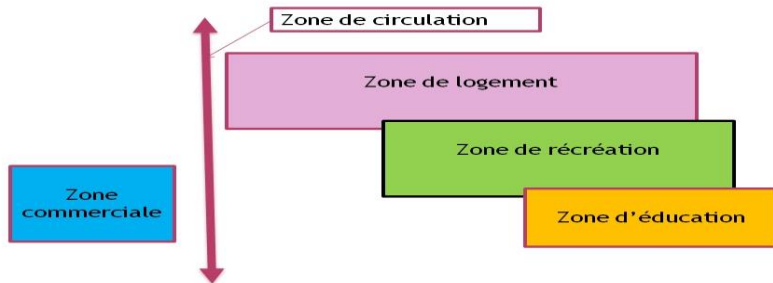 Zone de circulation
Zone de logement
Zone de récréation
Zone
commerciale
Zone d'éducation